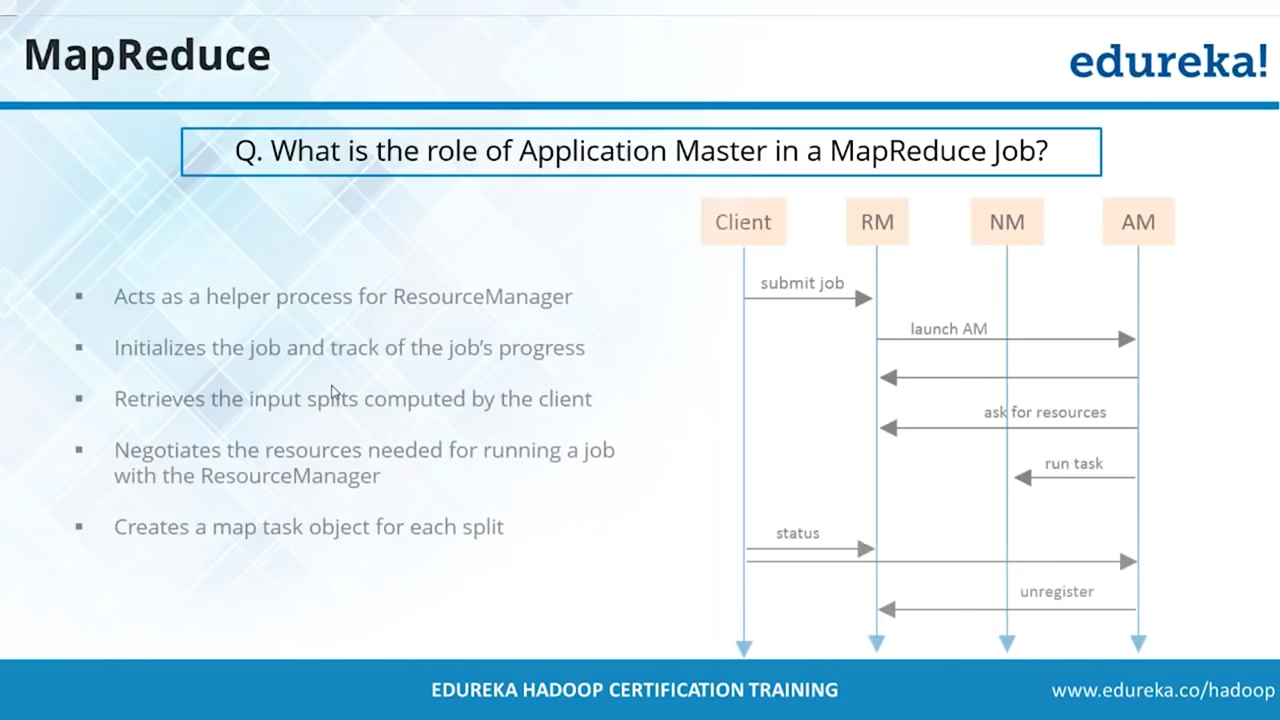 MapReduce
edureka!
Q. What is the role of Application Master in a MapReduce Job?
▪ Acts as a helper process for ResourceManager
▪ Initializes the job and track of the job's progress
▪ Retrieves the input splits computed by the client
▪ Negotiates the resources needed for running a job
with the ResourceManager
▪ Creates a map task object for each split
Client
RM
NM
AM
submit job
launch AM
ask for resources
run task
status
unregister
EDUREKA HADOOP CERTIFICATION TRAINING
www.edureka.co/hadoop